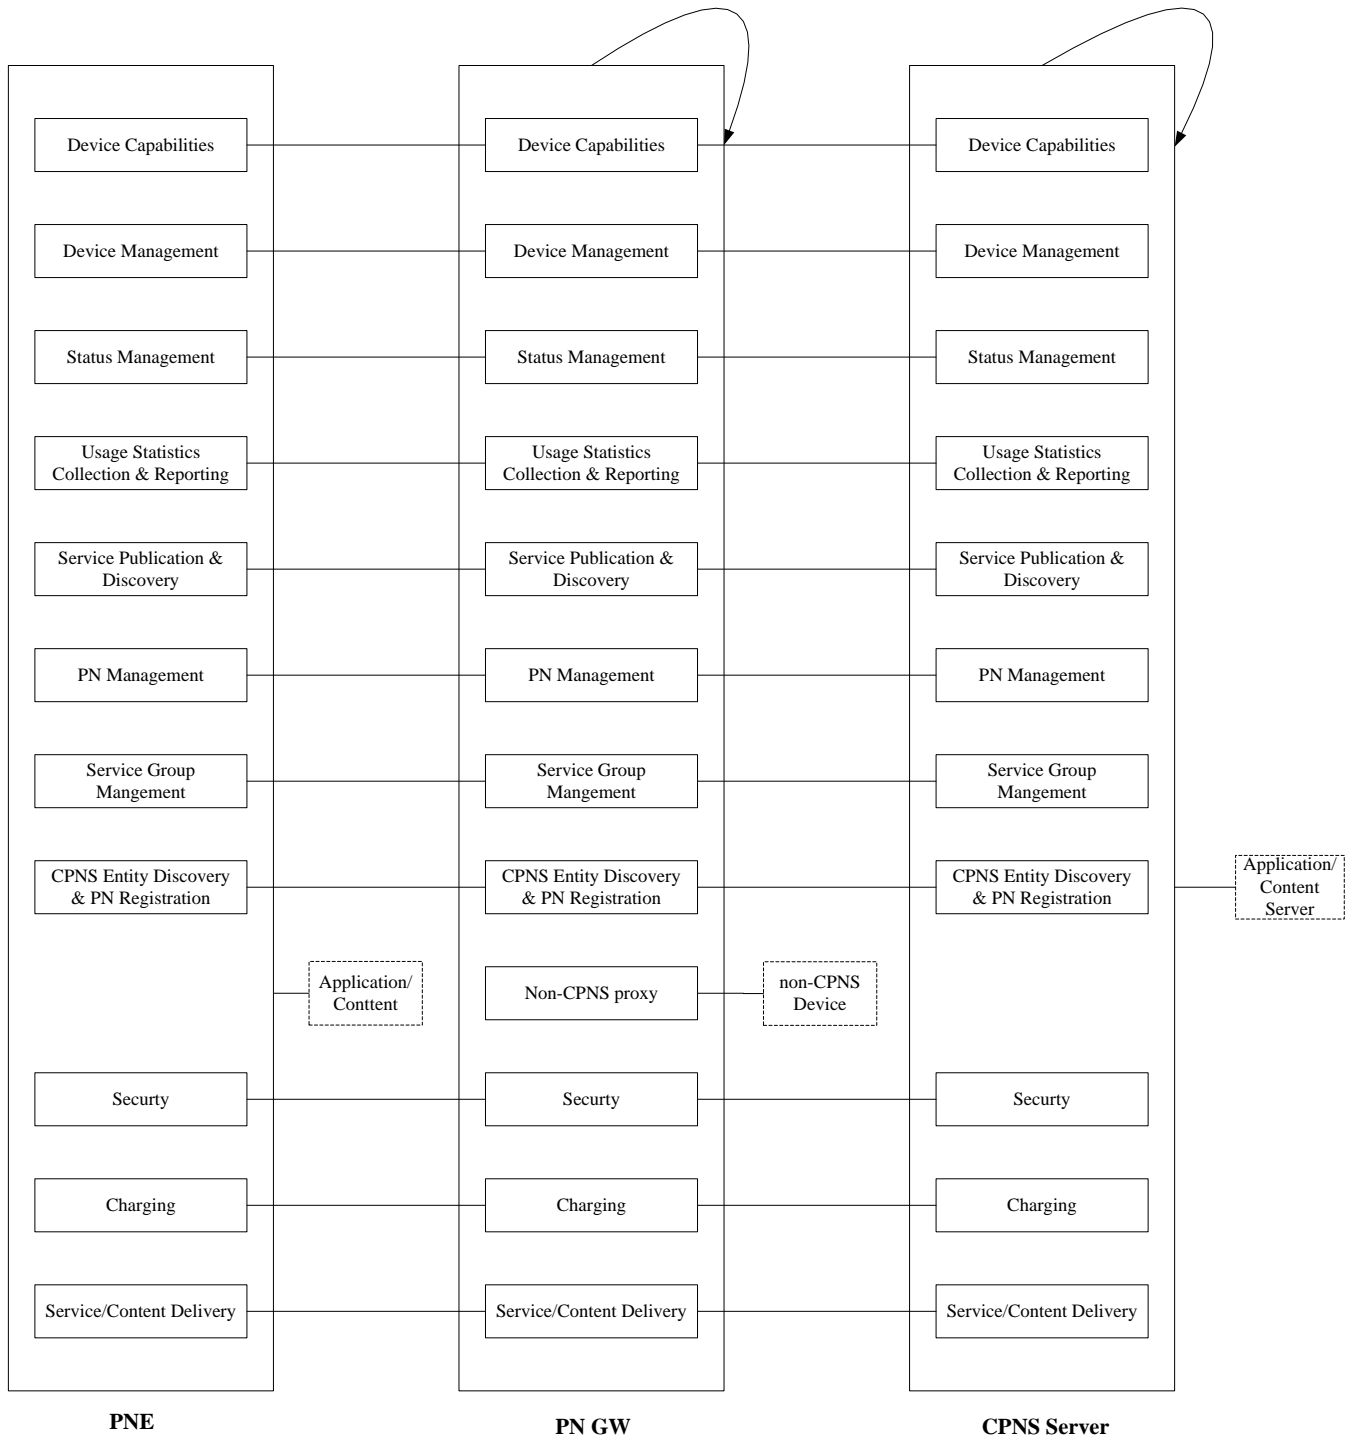 Device Capabilities
Device Capabilities
Device Capabilities
Device Management
Device Management
Device Management
Status Management
Status Management
Status Management
Usage Statistics
Collection & Reporting
Usage Statistics
Collection & Reporting
Usage Statistics
Collection & Reporting
Service Publication &
Discovery
Service Publication &
Discovery
Service Publication &
Discovery
PN Management
PN Management
PN Management
Service Group
Mangement
Service Group
Mangement
Service Group
Mangement
CPNS Entity Discovery
& PN Registration
CPNS Entity Discovery
& PN Registration
CPNS Entity Discovery
& PN Registration
Application/
Content
Server
Application/
Conttent
Non-CPNS proxy
non-CPNS
Device
Securty
Securty
Securty
Charging
Charging
Charging
Service/Content Delivery
Service/Content Delivery
Service/Content Delivery
PNE
PN GW
CPNS Server